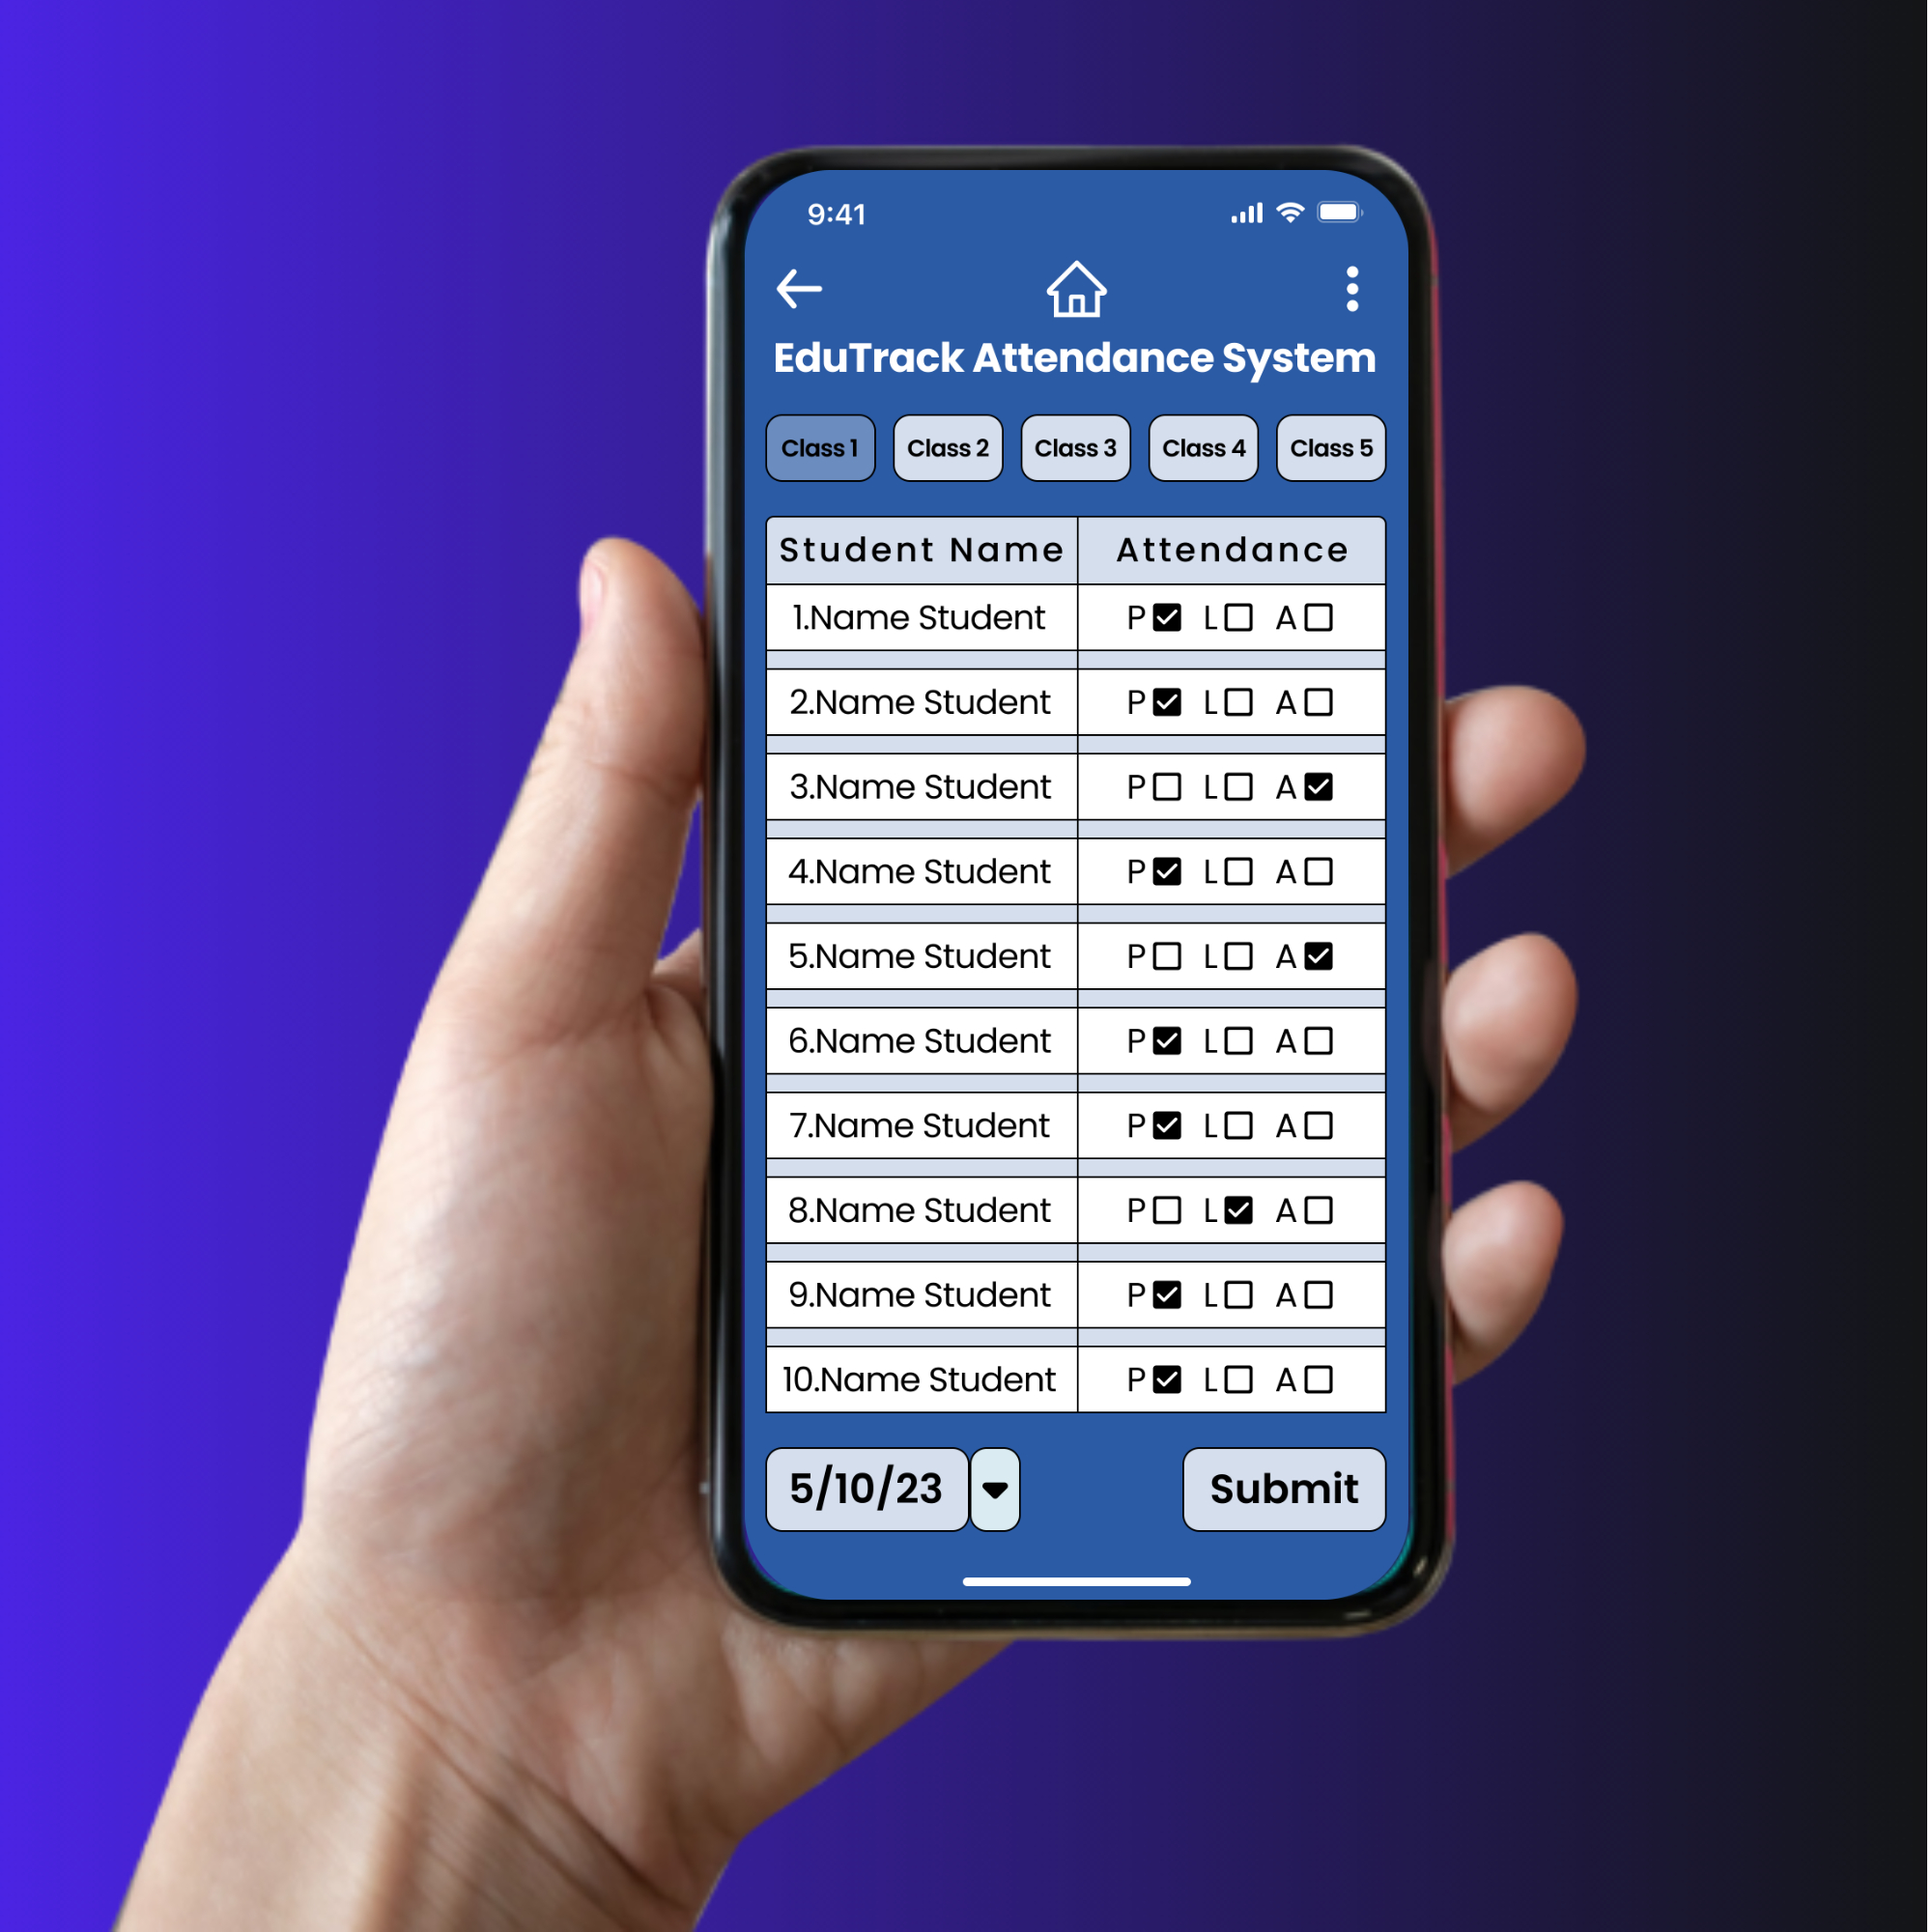 9:41
EduTrack Attendance System
Class 1 Class 2 Class 3 Class 4 Class 5
Student Name Attendance
1.Name Student P L A
2.Name Student P L A
3.Name Student P L A
4.Name Student P L A
5.Name Student P L A
6.Name Student P L A
7.Name Student P L A
8.Name Student P L A
9.Name Student P L A
10.Name Student P L A
5/10/23 Submit